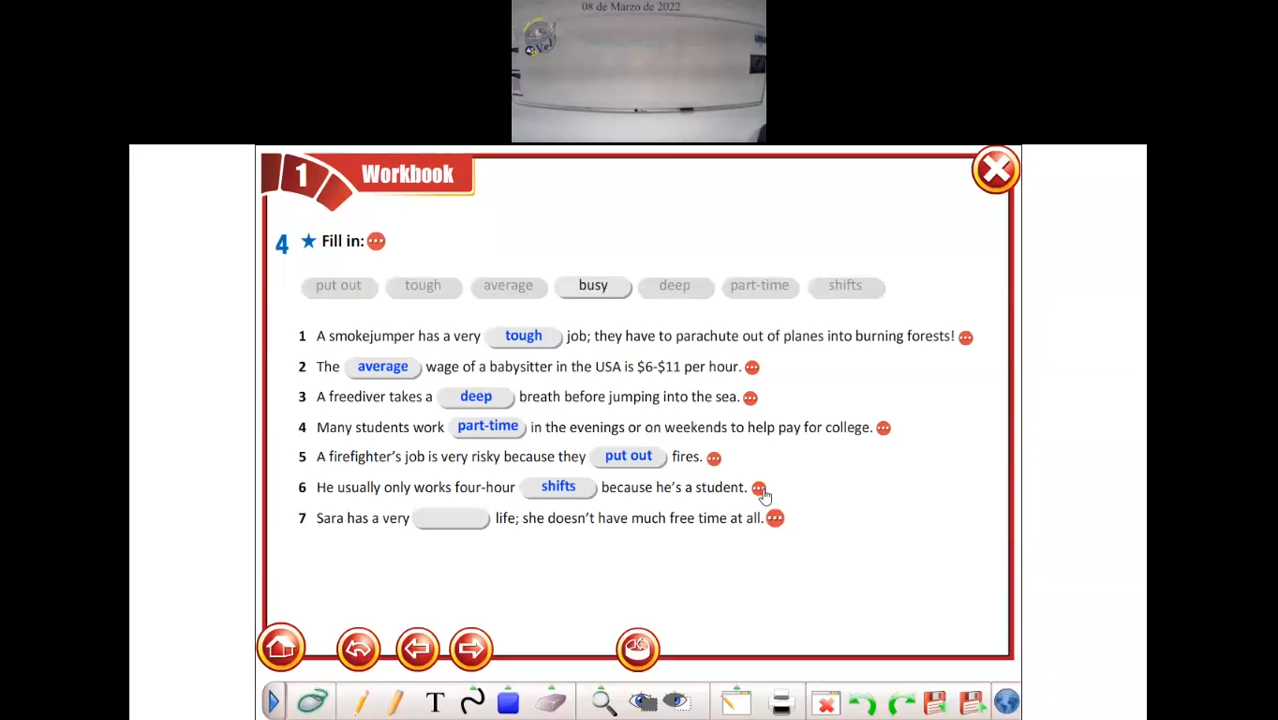 08 de Marzo de 2022
1 Workbook
4 ★ Fill in:
put out tough average busy deep part-time shifts
1 A smokejumper has a very tough job; they have to parachute out of planes into burning forests!
2 The average wage of a babysitter in the USA is $6-$11 per hour.
3 A freediver takes a deep breath before jumping into the sea.
4 Many students work part-time in the evenings or on weekends to help pay for college.
5 A firefighter's job is very risky because they put out fires.
6 He usually only works four-hour shifts because he's a student.
7 Sara has a very life; she doesn't have much free time at all.
T